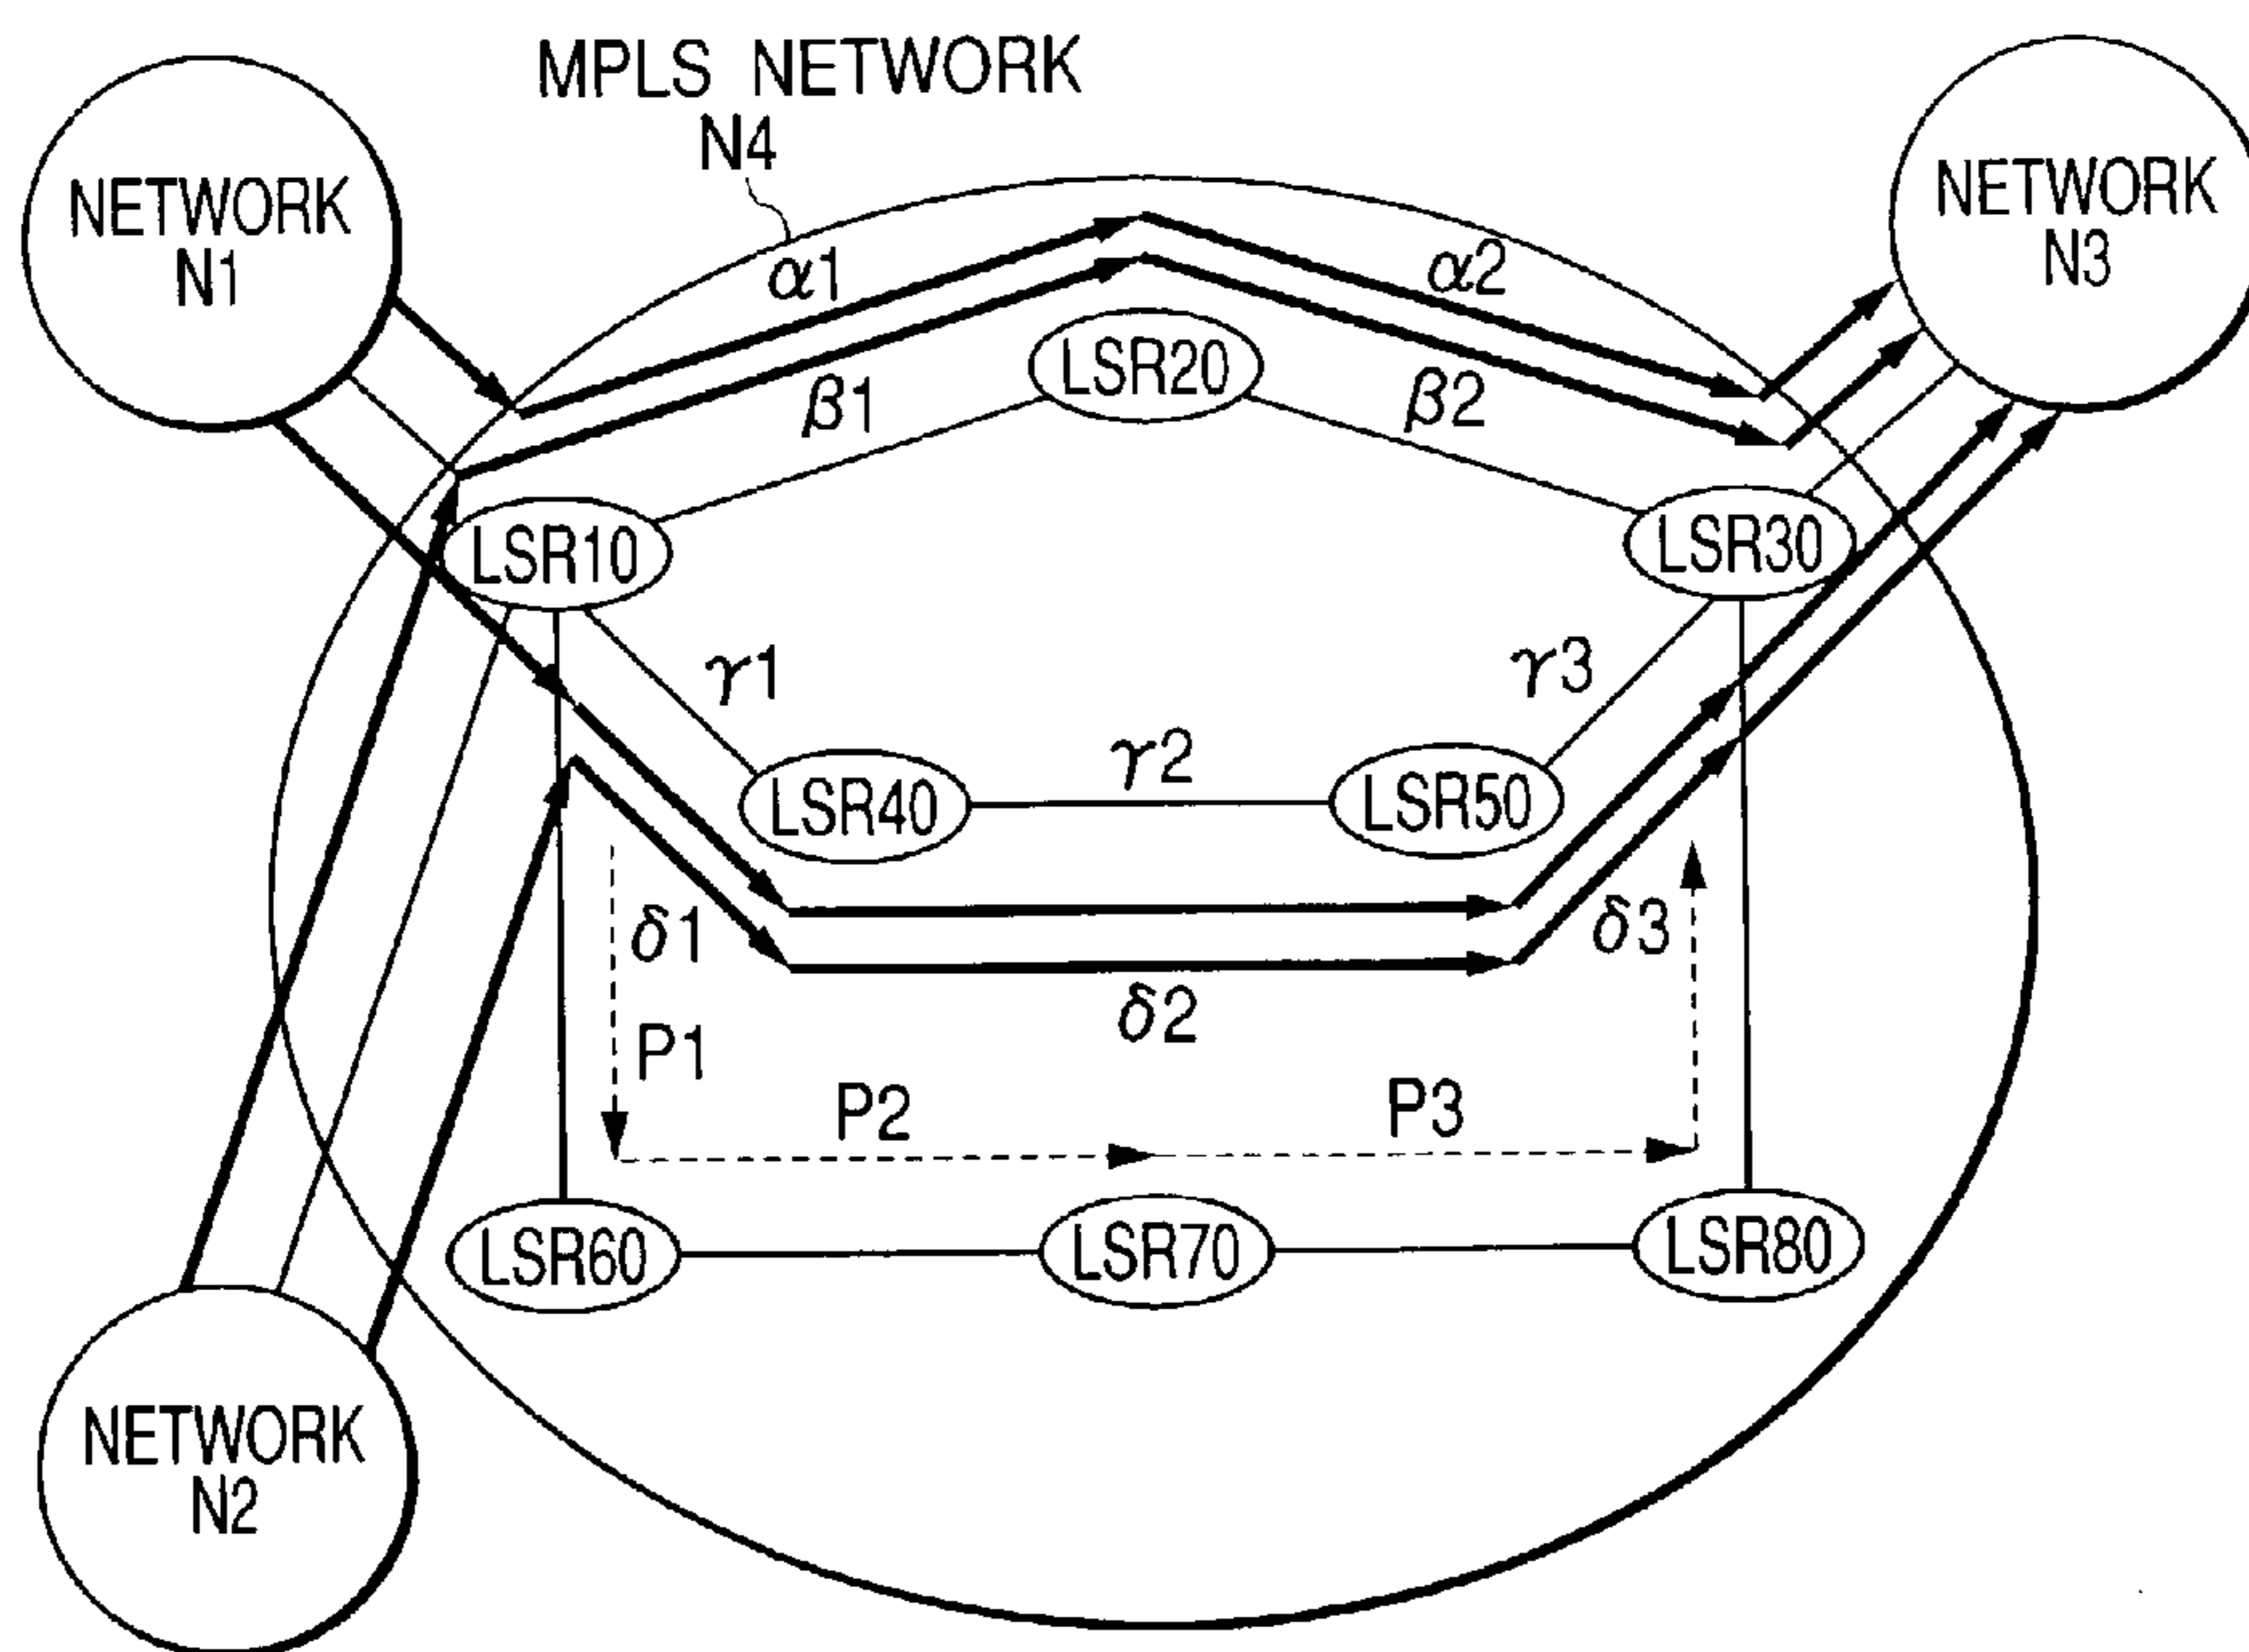 MPLS NETWORK
N4
NETWORK
N1
NETWORK
N3
α1
α2
β1
β2
LSR20
LSR10
LSR30
γ1
γ3
γ2
LSR40
LSR50
δ1
δ3
δ2
P1
P2
P3
LSR60
LSR70
LSR80
NETWORK
N2